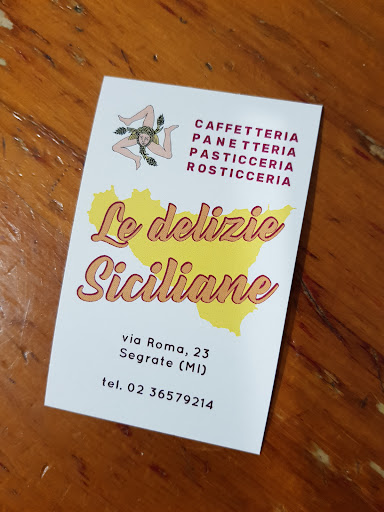 CAFFETTERIA
PANETTERIA
PASTICCERIA
ROSTICCERIA
Le delizie
Siciliane
via Roma, 23
Segrate (MI)
tel. 02 36579214